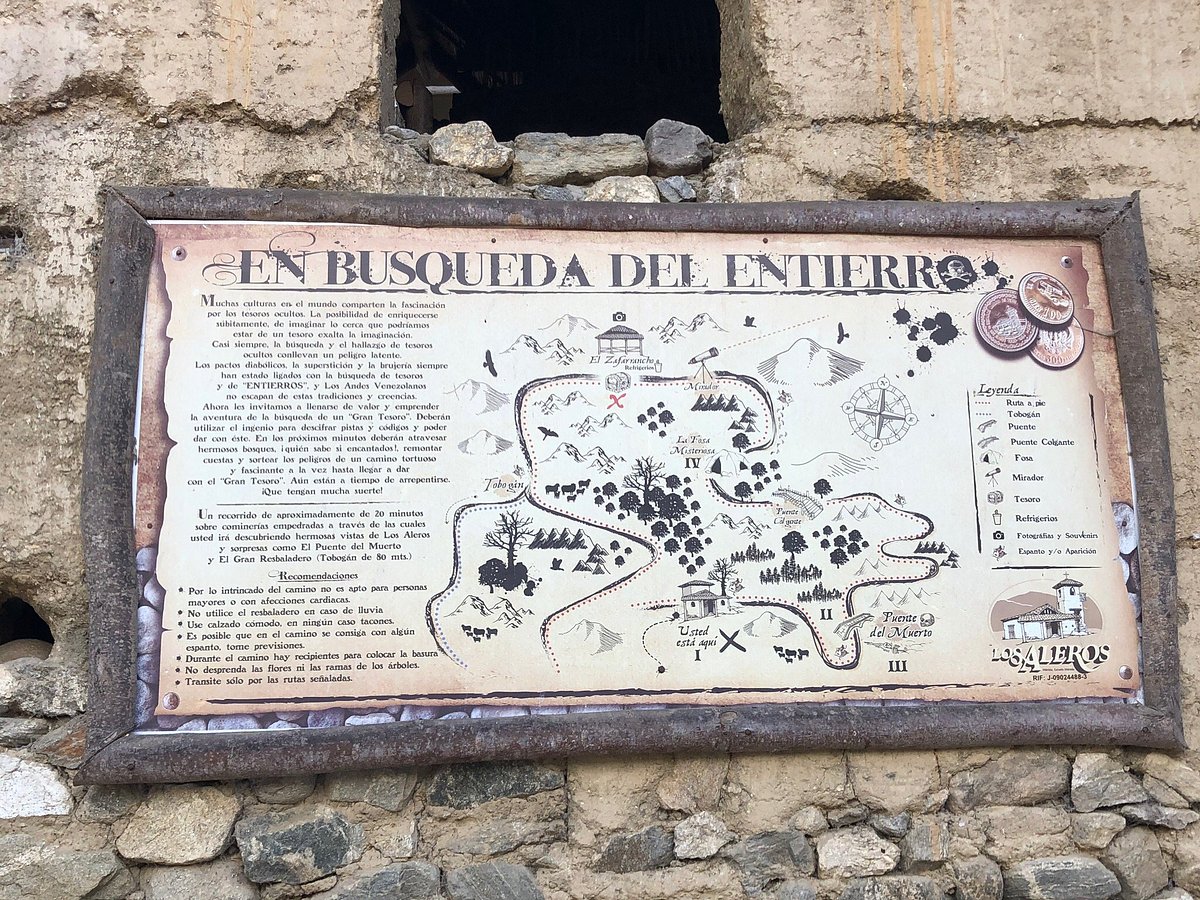 EN BUSQUEDA DEL ENTIERRO
Muchas culturas en el mundo comparten la fascinación
por los tesoros ocultos. La posibilidad de enriquecerse
súbitamente, de imaginar lo cerca que podríamos
estar de un tesoro exalta la imaginación.
Casi siempre, la búsqueda y el hallazgo de tesoros
ocultos conllevan un peligro latente.
Los pactos diabólicos, la superstición y la brujería siempre
han estado ligados con la búsqueda de tesoros
y de "ENTIERROS", y Los Andes Venezolanos
no escapan de estas tradiciones y creencias.
Ahora les invitamos a llenarse de valor y emprender
la aventura de la búsqueda de un "Gran Tesoro". Deberán
utilizar el ingenio para descifrar pistas y códigos y poder
dar con éste. En los próximos minutos deberán atravesar
hermosos bosques, ¡quién sabe si encantados!, remontar
cuestas y sortear los peligros de un camino tortuoso
y fascinante a la vez hasta llegar a dar
con el "Gran Tesoro". Aún están a tiempo de arrepentirse.
¡Que tengan mucha suerte!
Un recorrido de aproximadamente de 20 minutos
sobre cominerías empedradas a través de las cuales
usted irá descubriendo hermosas vistas de Los Aleros
y sorpresas como El Puente del Muerto
y El Gran Resbaladero (Tobogán de 80 mts.)
Recomendaciones
* Por lo intrincado del camino no es apto para personas
mayores o con afecciones cardíacas.
* No utilice el resbaladero en caso de lluvia
* Use calzado cómodo, en ningún caso tacones.
* Es posible que en el camino se consiga con algún
espanto, tome previsiones.
* Durante el camino hay recipientes para colocar la basura
* No desprenda las flores ni las ramas de los árboles.
* Transite sólo por las rutas señaladas.
El Zafarrancho
Refrigerios
Mirador
La Fosa
Misteriosa
IV
Tobogán
Puente
Colgante
Usted
está aquí
I
II
Puente
del Muerto
III
100
500
Leyenda
Ruta a pie
Tobogán
Puente
Puente Colgante
Fosa
Mirador
Tesoro
Refrigerios
Fotografías y Souvenirs
Espanto y/o Aparición
LOS ALEROS
RIF: J-09024488-3